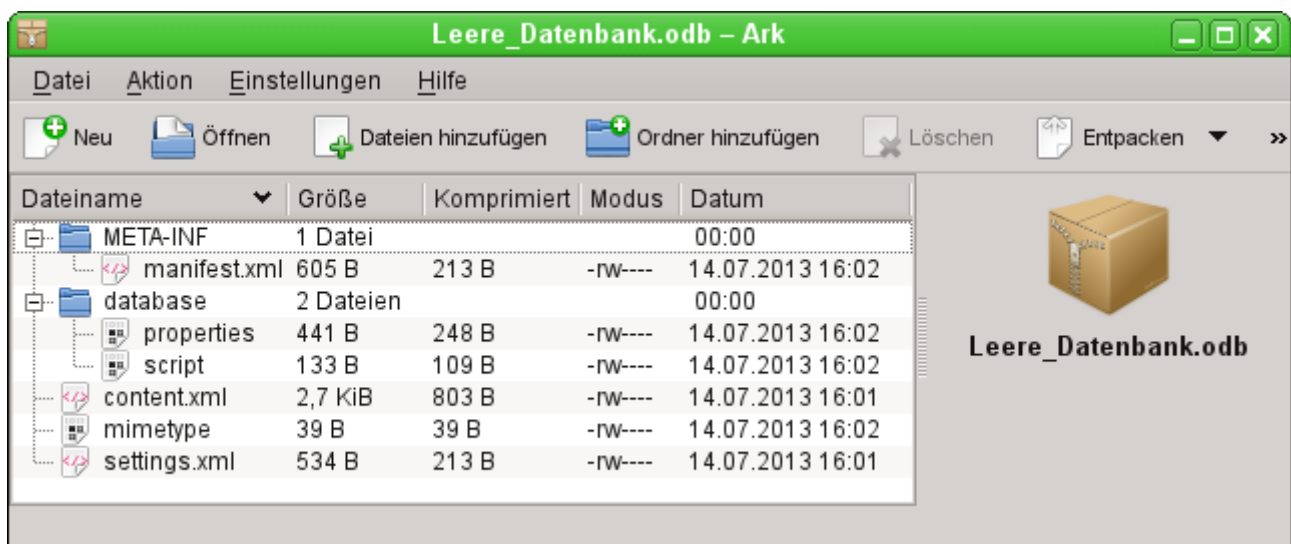 Leere_Datenbank.odb – Ark
Datei Aktion Einstellungen Hilfe
Neu Öffnen Dateien hinzufügen Ordner hinzufügen Löschen Entpacken »
Dateiname Größe Komprimiert Modus Datum
META-INF 1 Datei 00:00
manifest.xml 605 B 213 B -rw---- 14.07.2013 16:02
database 2 Dateien 00:00
properties 441 B 248 B -rw---- 14.07.2013 16:02
script 133 B 109 B -rw---- 14.07.2013 16:02
content.xml 2,7 KiB 803 B -rw---- 14.07.2013 16:01
mimetype 39 B 39 B -rw---- 14.07.2013 16:02
settings.xml 534 B 213 B -rw---- 14.07.2013 16:01
Leere_Datenbank.odb